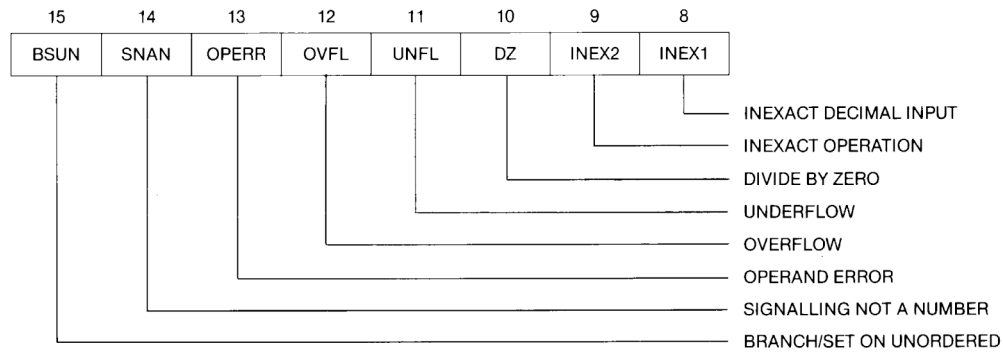 15 14 13 12 11 10 9 8
BSUN SNAN OPERR OVFL UNFL DZ INEX2 INEX1
INEXACT DECIMAL INPUT
INEXACT OPERATION
DIVIDE BY ZERO
UNDERFLOW
OVERFLOW
OPERAND ERROR
SIGNALLING NOT A NUMBER
BRANCH/SET ON UNORDERED